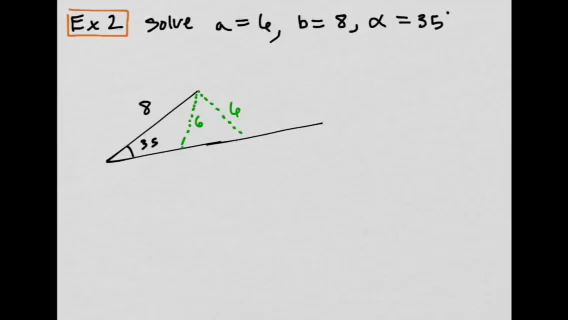 Ex 2 solve a = 6, b = 8, α = 35°
8
6
6
35